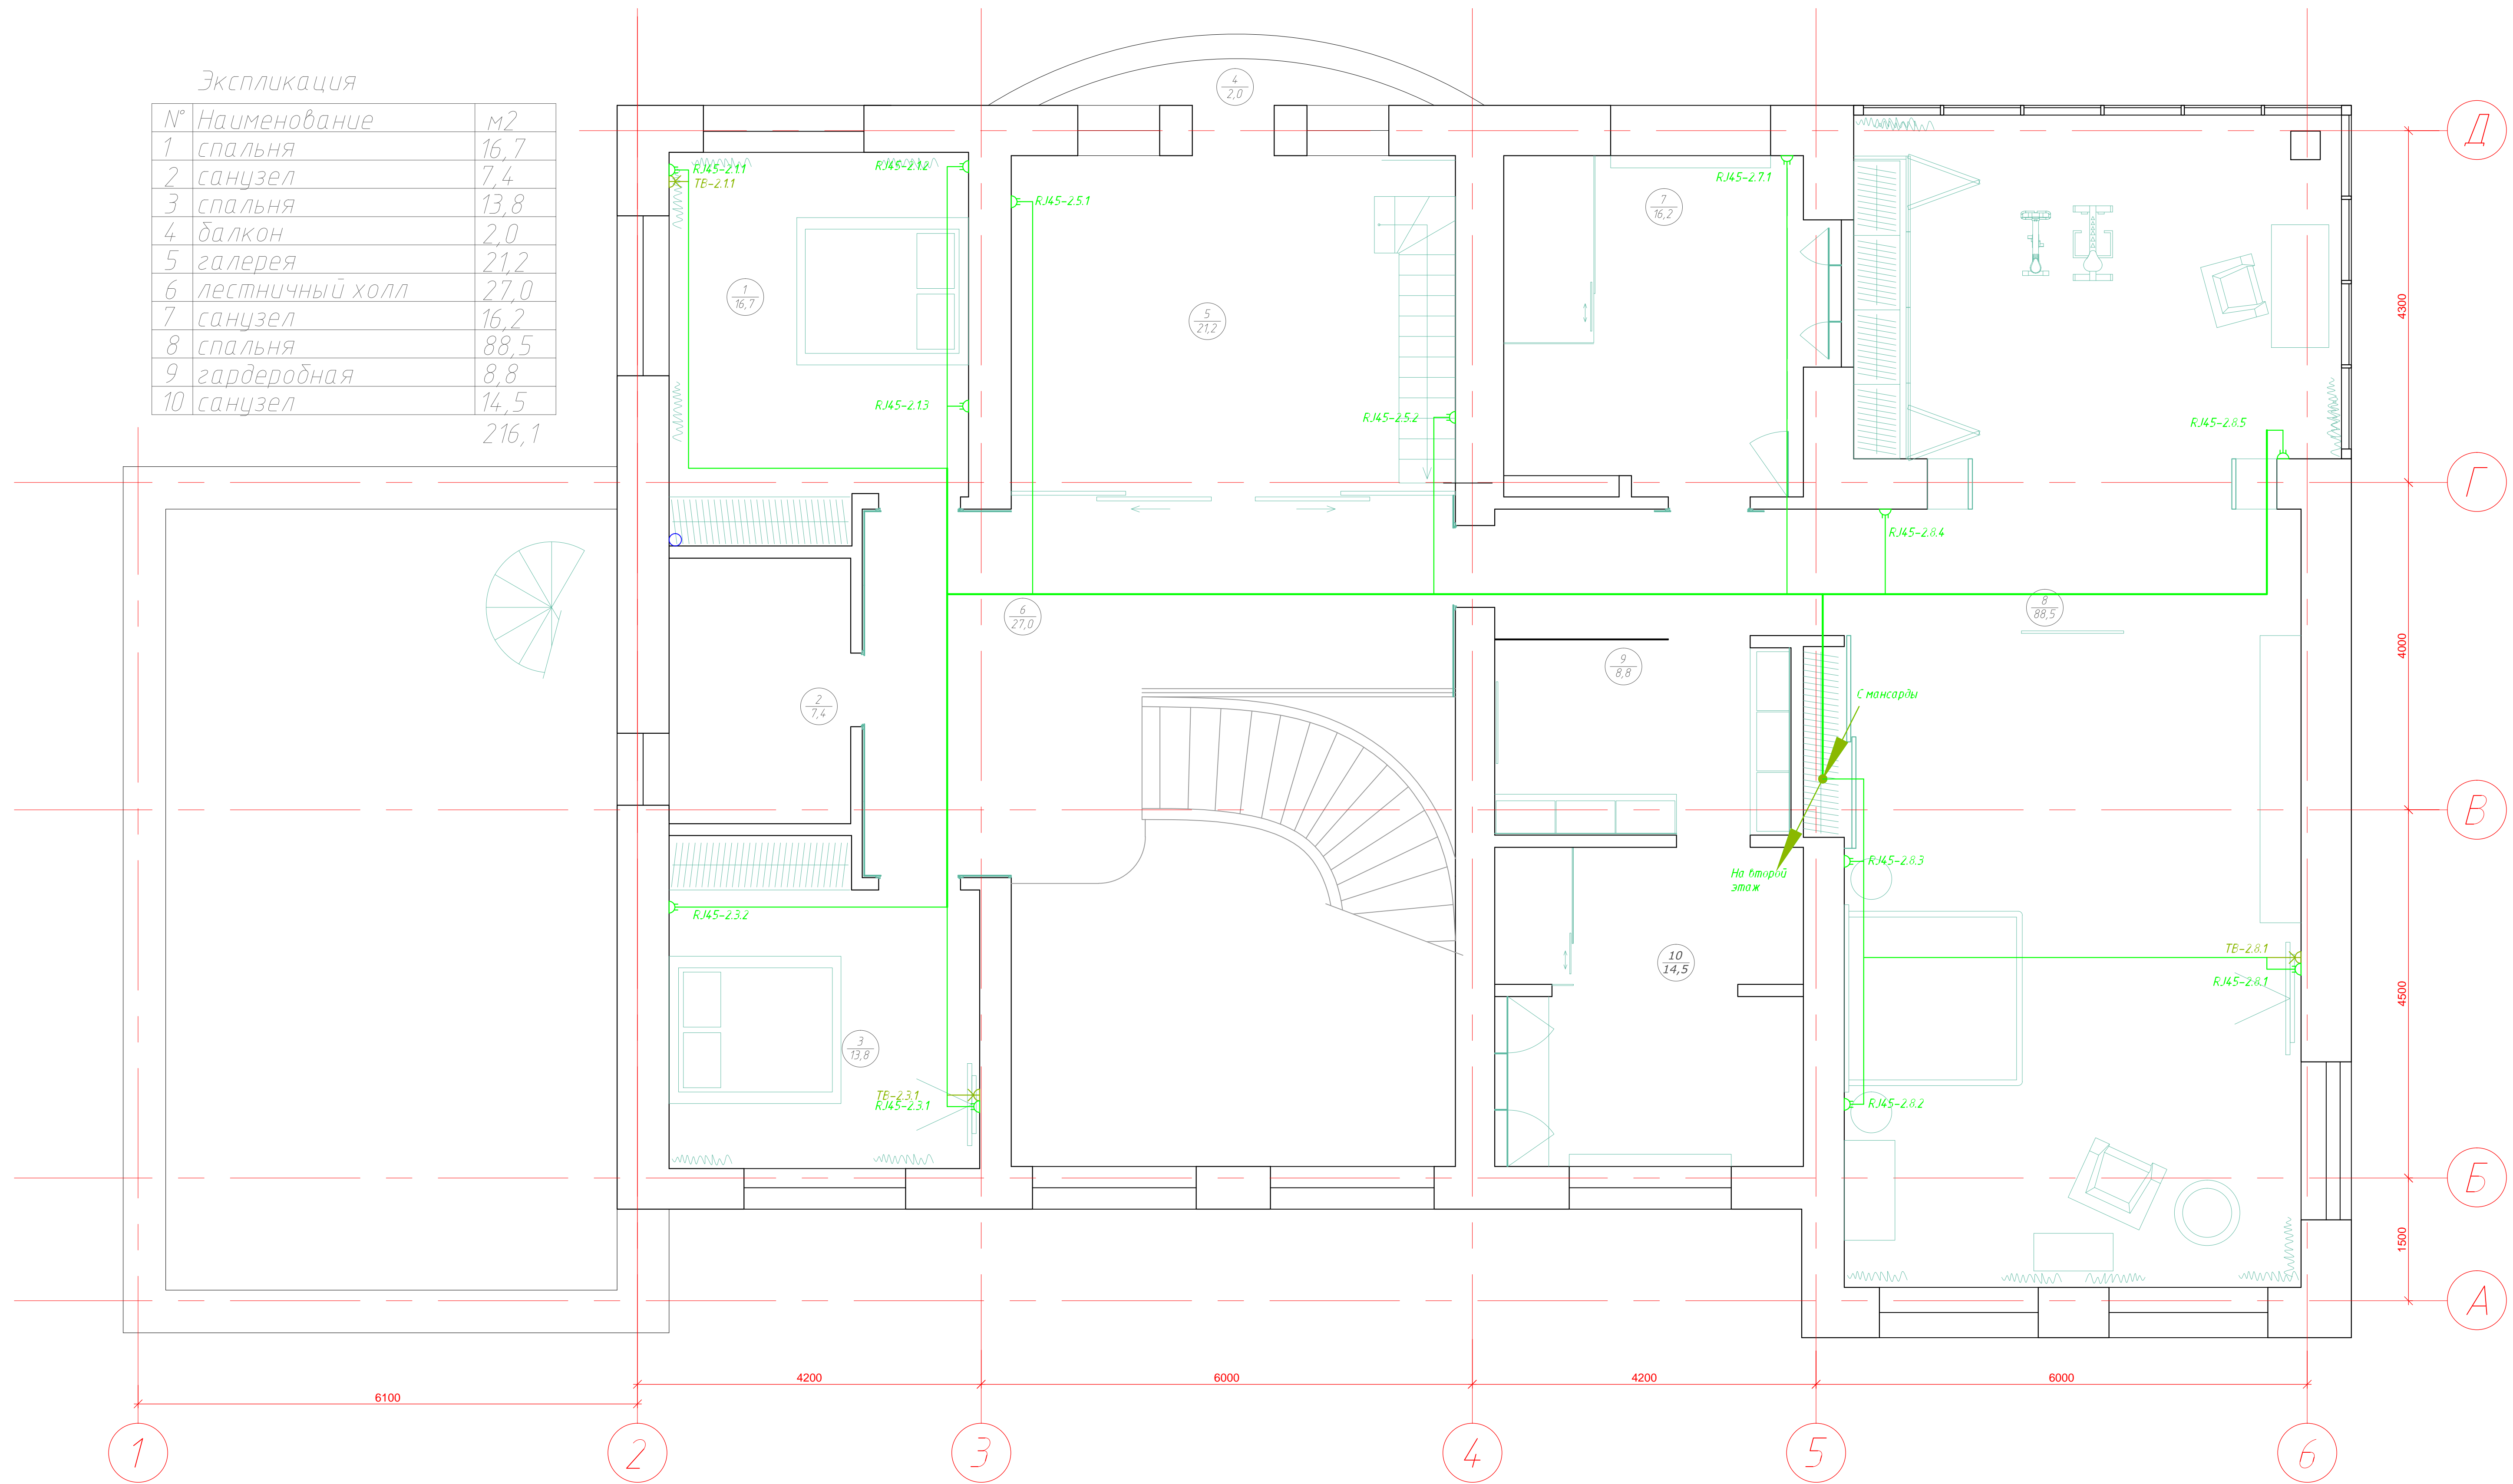 Экспликация
N° Наименование м2
1 спальня 16,7
2 санузел 7,4
3 спальня 13,8
4 балкон 2,0
5 галерея 21,2
6 лестничный холл 27,0
7 санузел 16,2
8 спальня 88,5
9 гардеробная 8,8
10 санузел 14,5
216,1
4
2,0
Д
RJ45-2.1.1
TB-2.1.1
RJ45-2.1.2
RJ45-2.5.1
RJ45-2.7.1
7
16,2
1
16,7
5
21,2
4300
RJ45-2.1.3
RJ45-2.5.2
RJ45-2.8.5
Г
RJ45-2.8.4
6
27,0
8
88,5
4000
9
8,8
2
7,4
С мансарды
В
RJ45-2.8.3
На второй
этаж
RJ45-2.3.2
TB-2.8.1
RJ45-2.8.1
10
14,5
4500
3
13,8
TB-2.3.1
RJ45-2.3.1
RJ45-2.8.2
Б
1500
А
6100
4200
6000
4200
6000
1
2
3
4
5
6